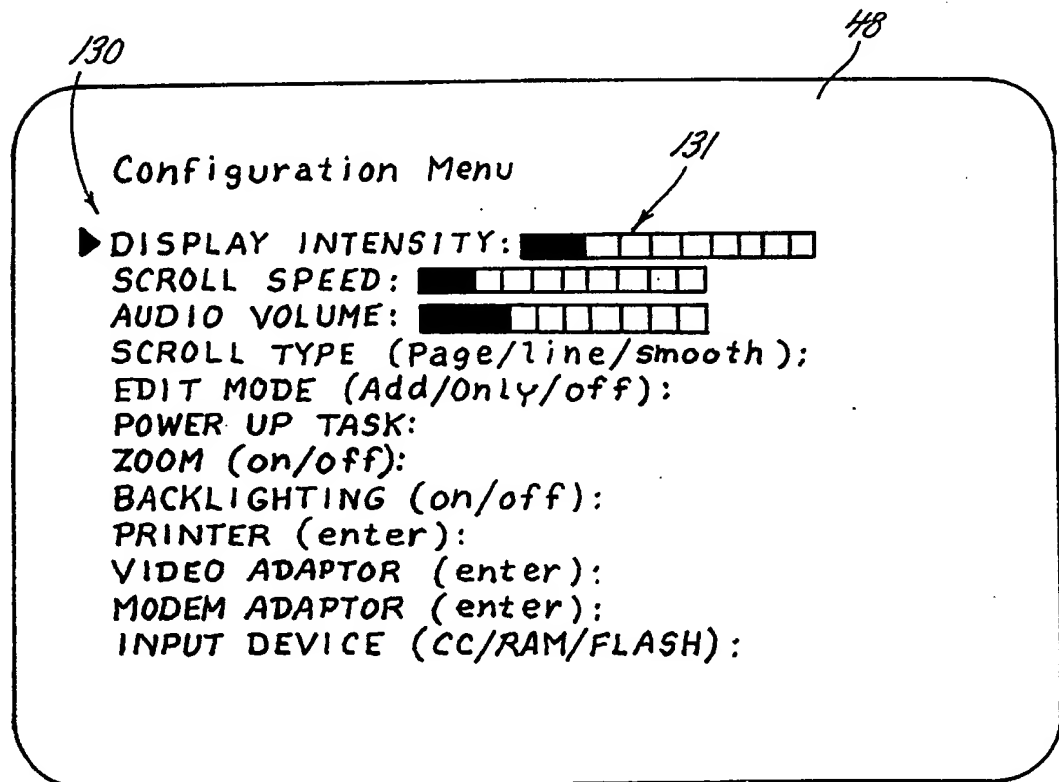 48
130
131
Configuration Menu
DISPLAY INTENSITY:
SCROLL SPEED:
AUDIO VOLUME:
SCROLL TYPE (Page/line/smooth):
EDIT MODE (Add/Only/off):
POWER UP TASK:
ZOOM (on/off):
BACKLIGHTING (on/off):
PRINTER (enter):
VIDEO ADAPTOR (enter):
MODEM ADAPTOR (enter):
INPUT DEVICE (CC/RAM/FLASH):